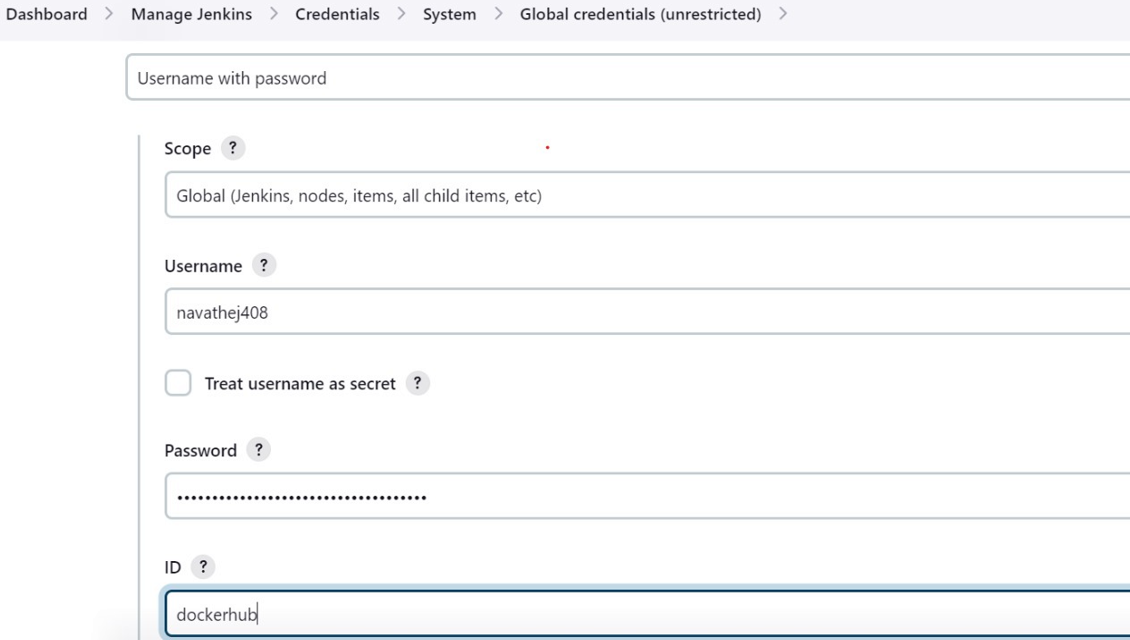 Dashboard > Manage Jenkins > Credentials > System > Global credentials (unrestricted) >
Username with password
Scope ?
Global (Jenkins, nodes, items, all child items, etc)
Username ?
navathej408
Treat username as secret ?
Password ?
••••••••••••••••••••••••••••••••••••
ID ?
dockerhub